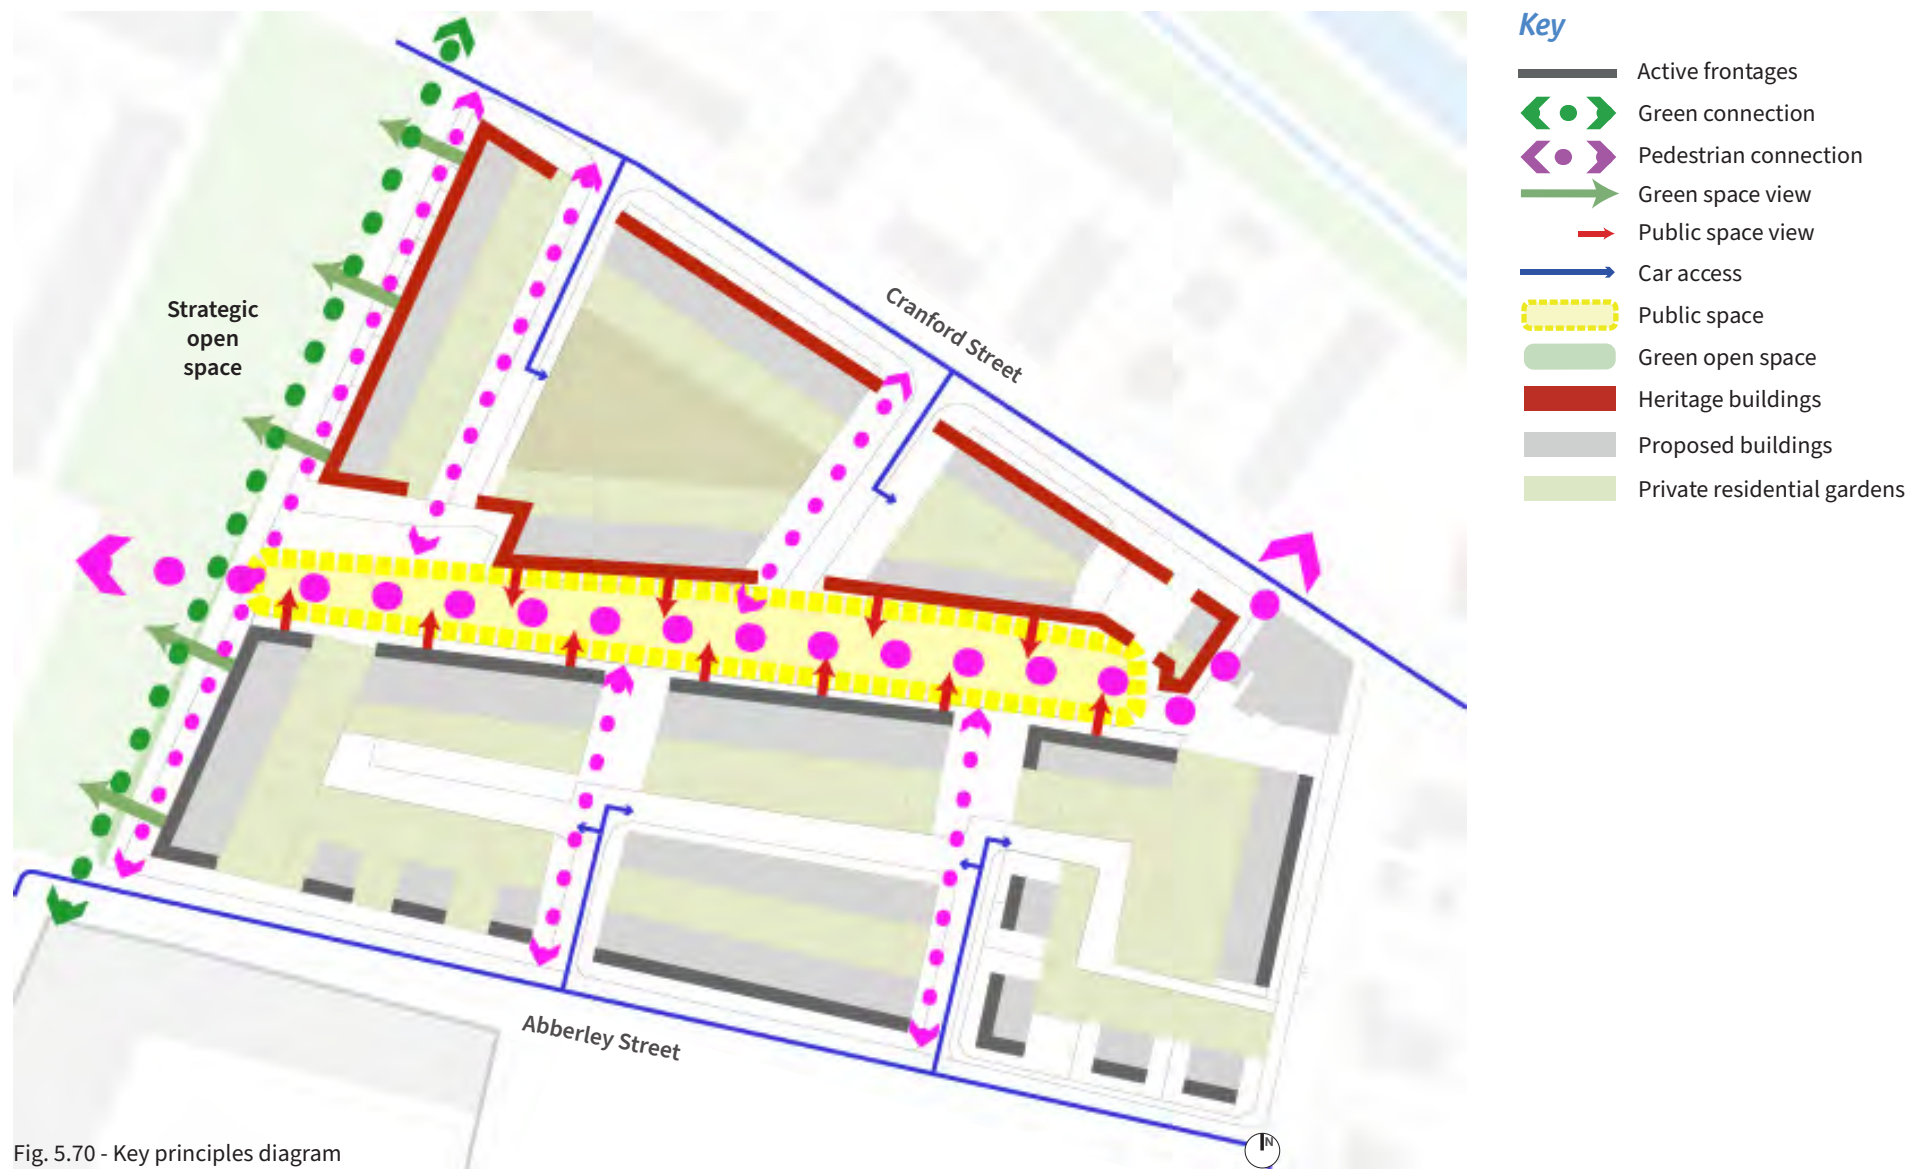 Key
Active frontages
Green connection
Pedestrian connection
Green space view
Public space view
Car access
Public space
Green open space
Heritage buildings
Proposed buildings
Private residential gardens
Strategic
open
space
Cranford Street
Abberley Street
N
Fig. 5.70 - Key principles diagram